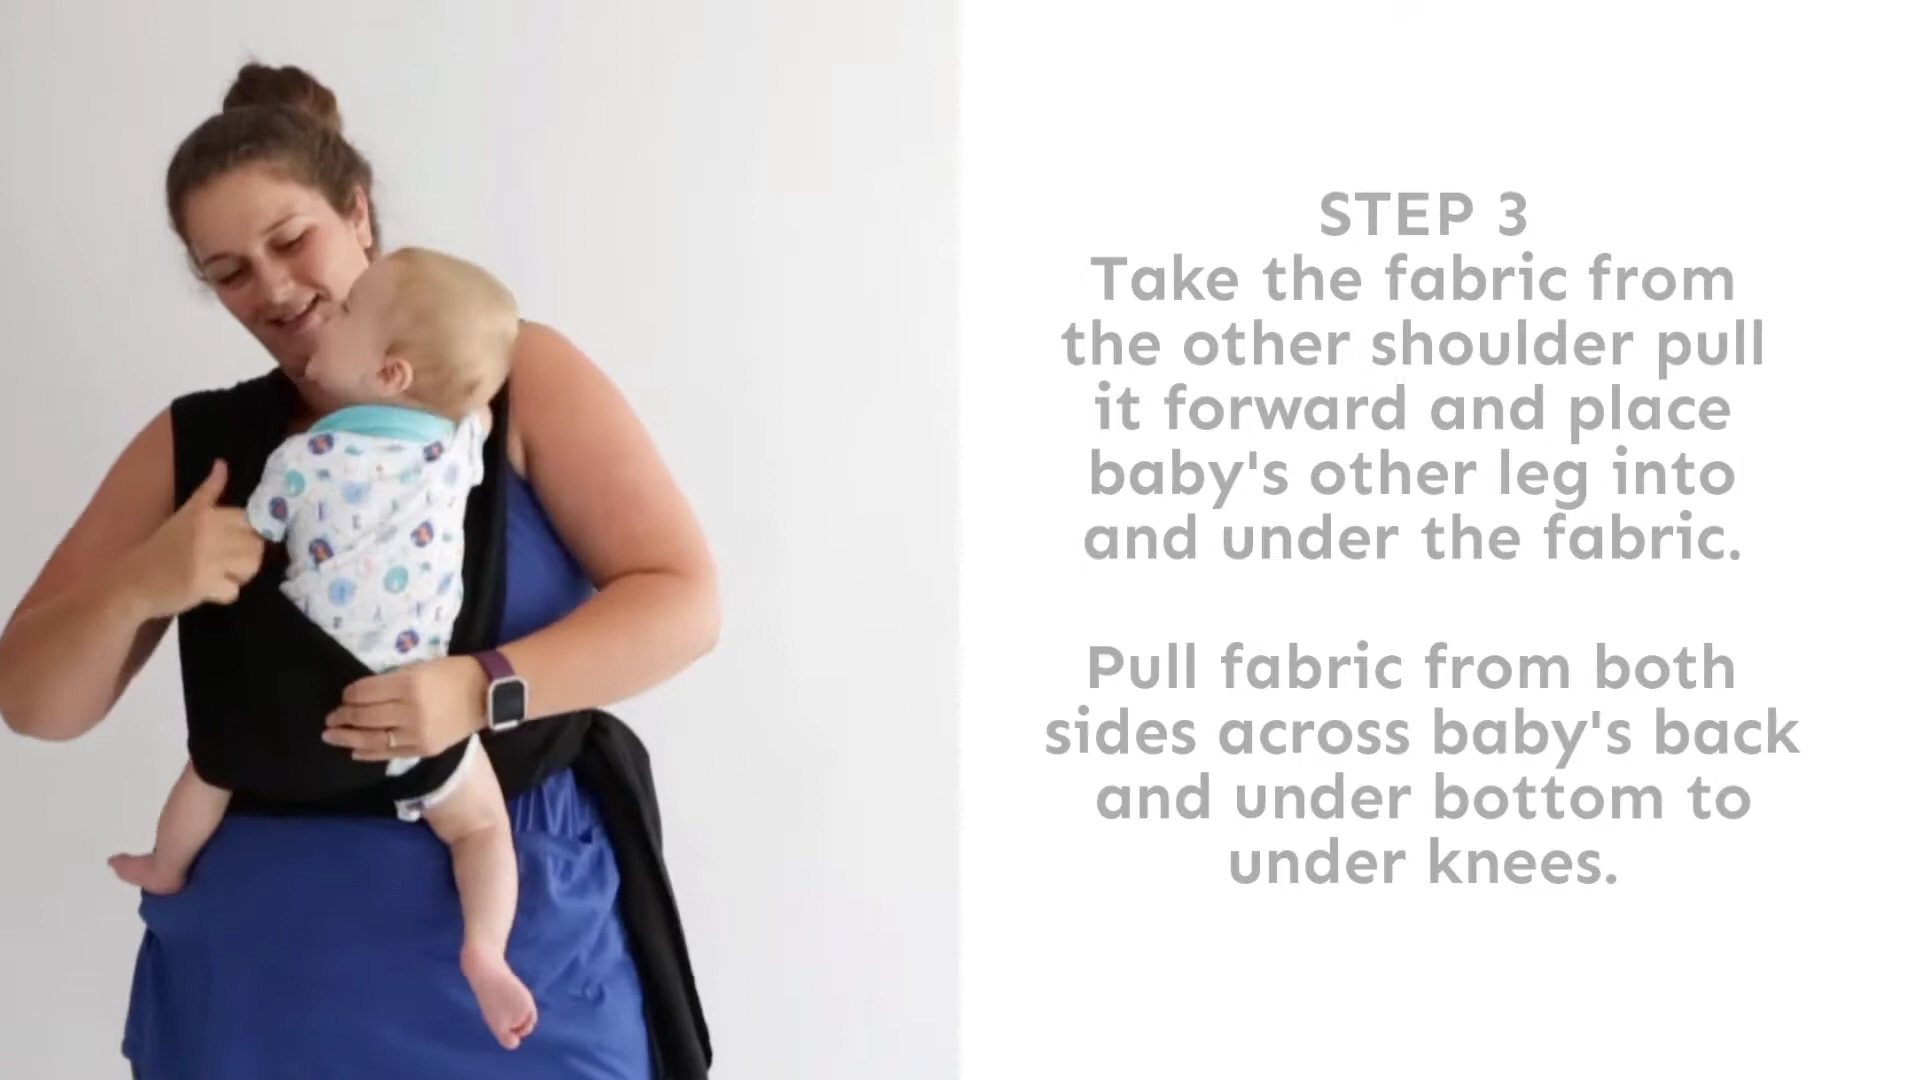 STEP 3
Take the fabric from
the other shoulder pull
it forward and place
baby's other leg into
and under the fabric.
Pull fabric from both
sides across baby's back
and under bottom to
under knees.